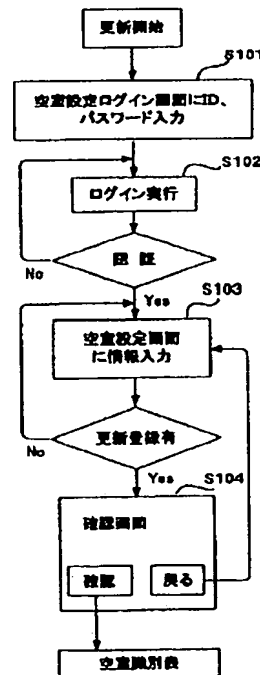 更新開始
S101
空室設定ログイン画面にID、
パスワード入力
S102
ログイン実行
認 証
No
Yes
S103
空室設定画面
に情報入力
更新登録有
No
Yes
S104
確認画面
確認
戻る
空室識別表